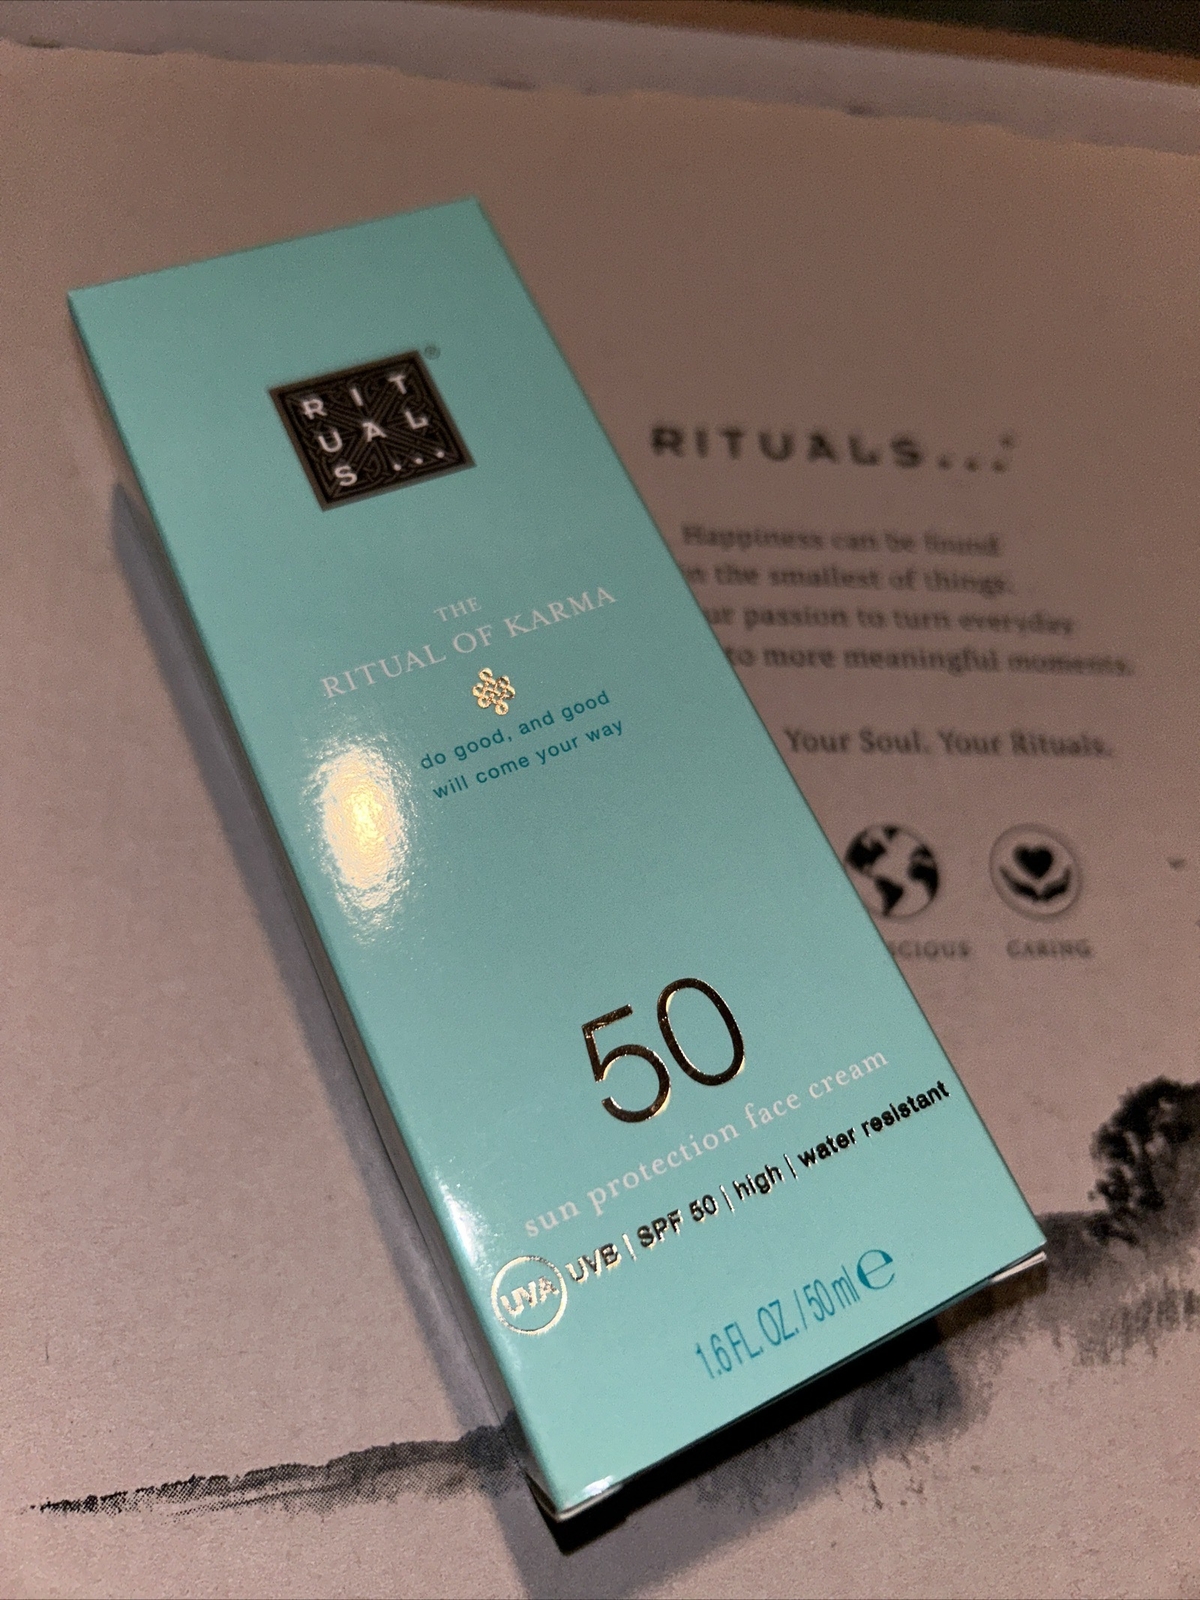 RIT
UAL
S...
®
THE
RITUAL OF KARMA
do good, and good
will come your way
50
sun protection face cream
UVA UVB | SPF 50 | high | water resistant
1.6 FL. OZ. / 50 ml e
RITUALS...
Happiness can be found
the smallest of things.
passion to turn everyday
to more meaningful moments.
Your Soul. Your Rituals.
CARING